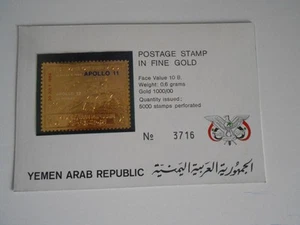 POSTAGE STAMP
IN FINE GOLD
APOLLO 11
Face Value 10 B.
Weight: 0.6 grams
Gold 1000/00
Quantity issued:
6000 stamps perforated
No 3716
YEMEN ARAB REPUBLIC
الجمهورية العربية اليمنية